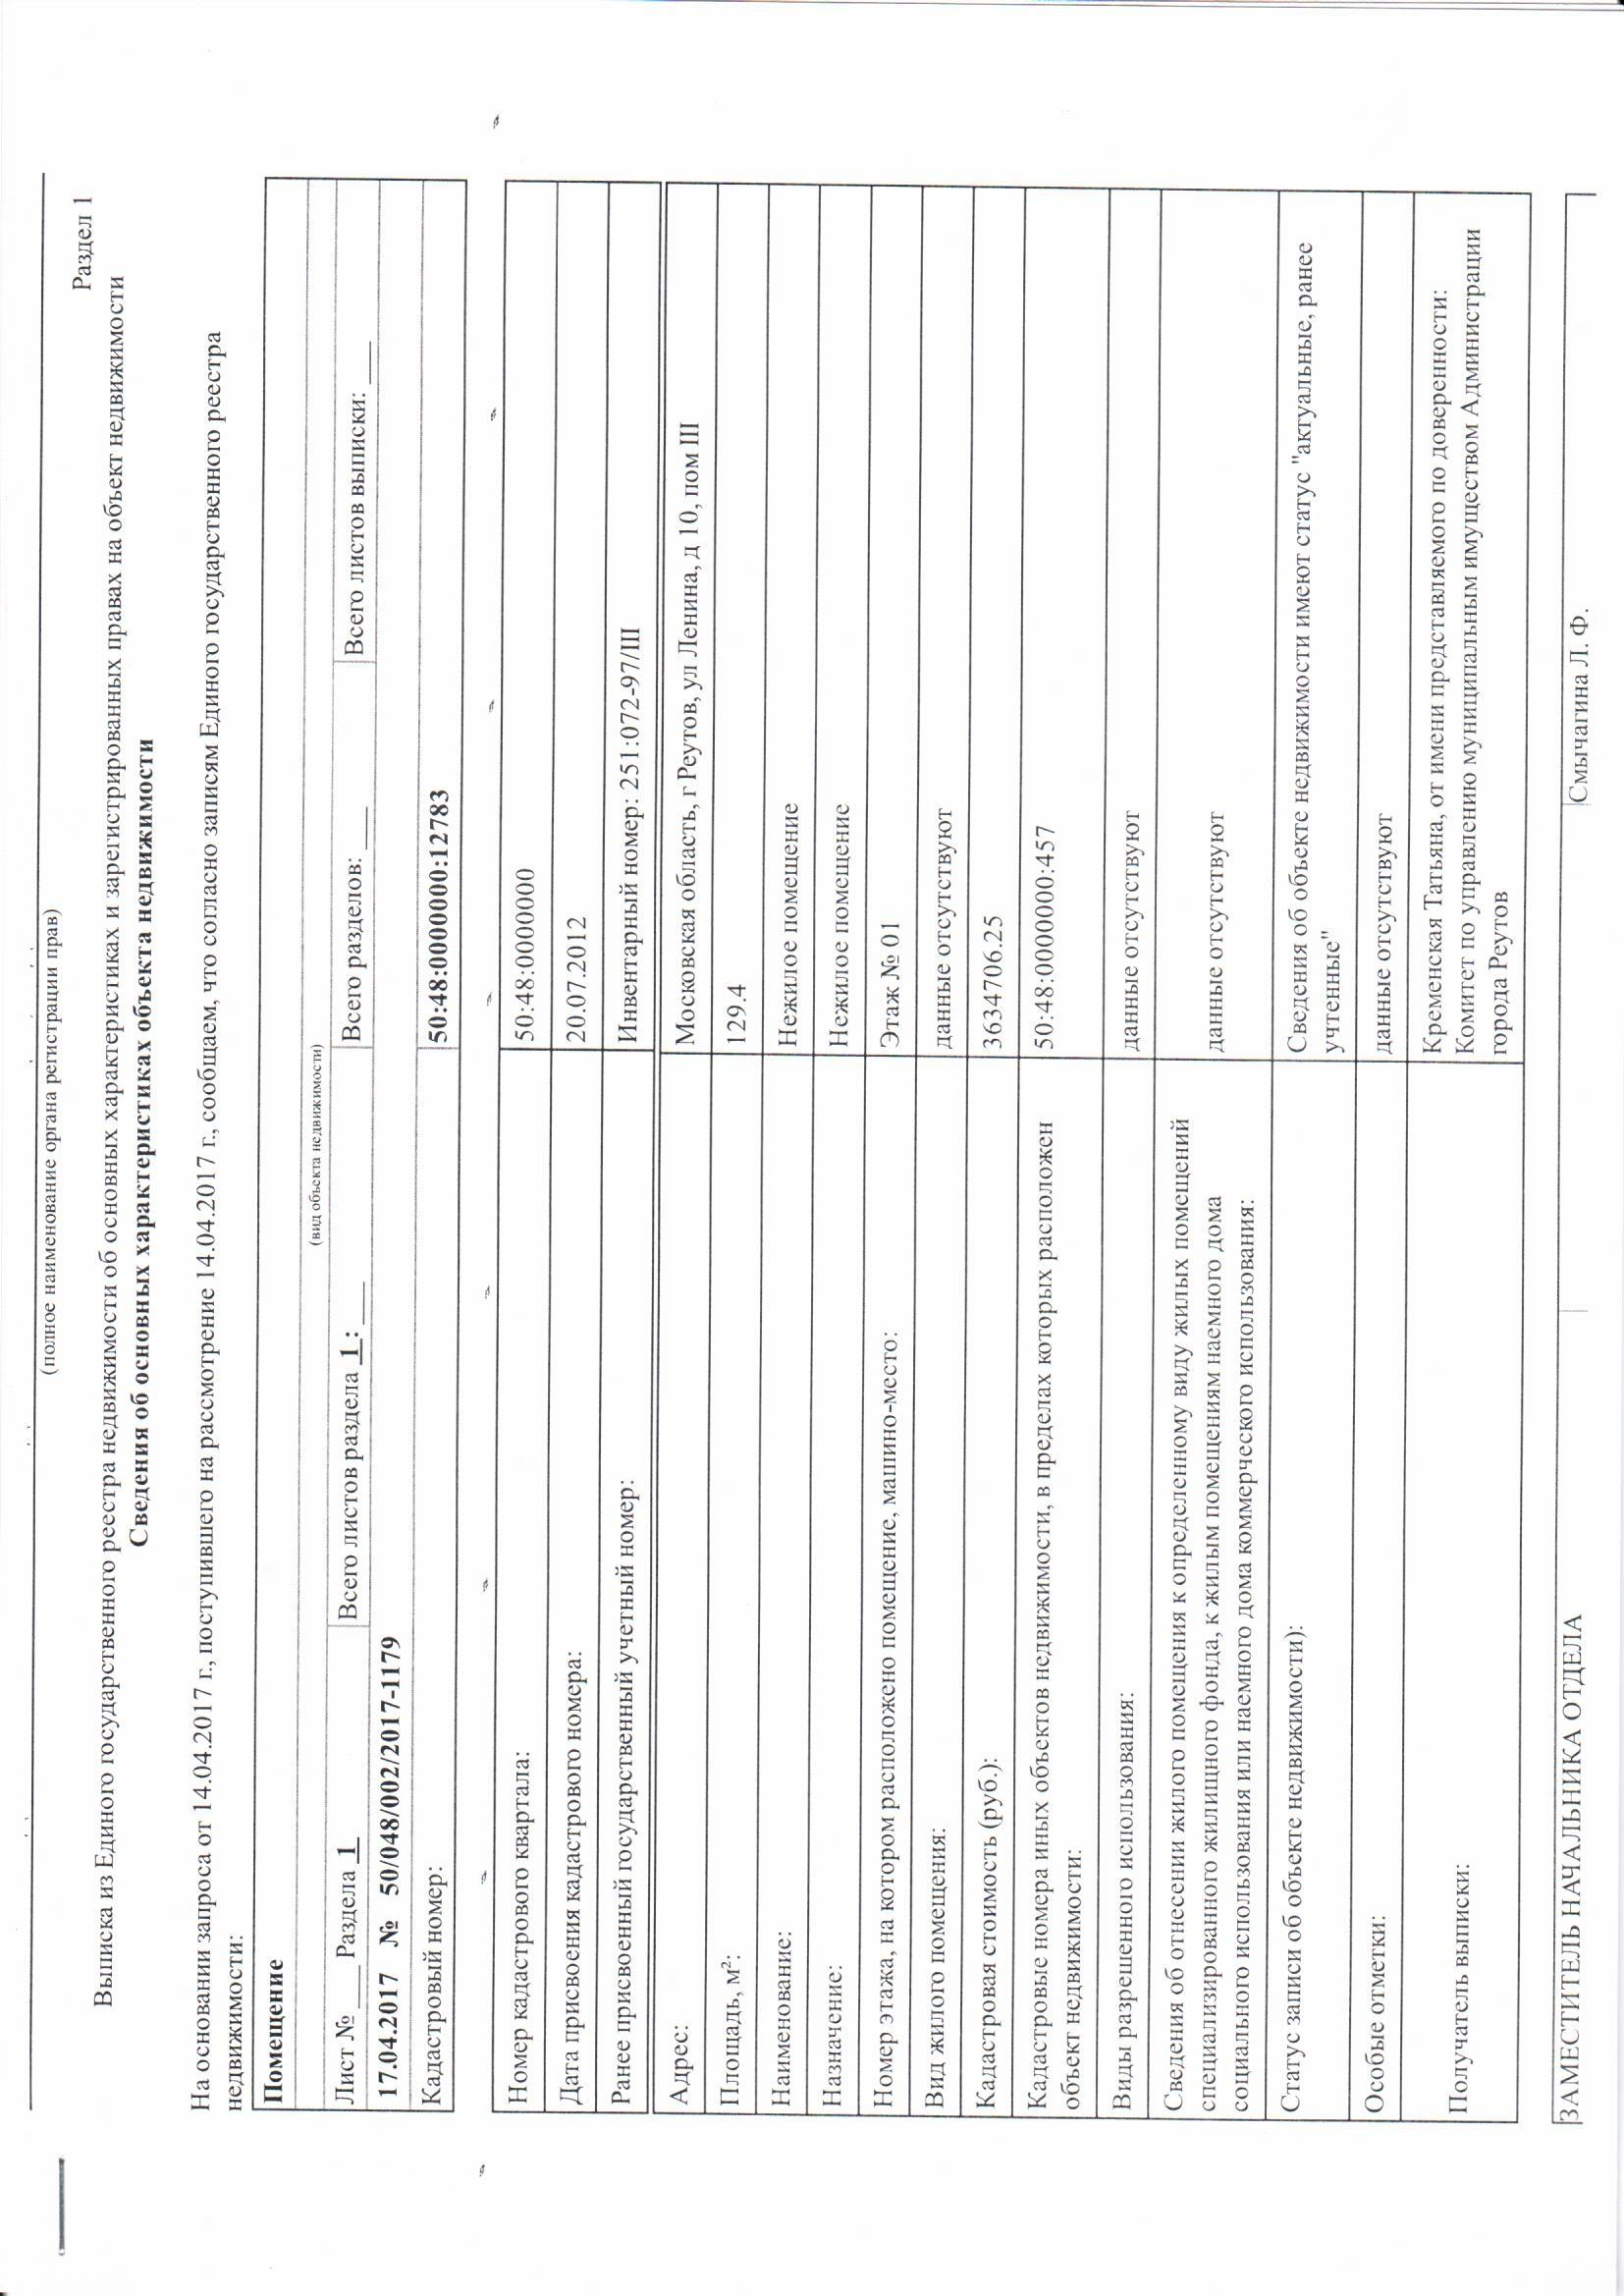 (полное наименование органа регистрации прав)
Раздел 1
Выписка из Единого государственного реестра недвижимости об основных характеристиках и зарегистрированных правах на объект недвижимости
Сведения об основных характеристиках объекта недвижимости
На основании запроса от 14.04.2017 г., поступившего на рассмотрение 14.04.2017 г., сообщаем, что согласно записям Единого государственного реестра
недвижимости:
Помещение
(вид объекта недвижимости)
Лист № ___ Раздела 1 Всего листов раздела 1 : ___ Всего разделов: ___ Всего листов выписки: ___
17.04.2017 № 50/048/002/2017-1179
Кадастровый номер: 50:48:0000000:12783
Номер кадастрового квартала: 50:48:0000000
Дата присвоения кадастрового номера: 20.07.2012
Ранее присвоенный государственный учетный номер: Инвентарный номер: 251:072-97/III
Адрес: Московская область, г Реутов, ул Ленина, д 10, пом III
Площадь, м²: 129.4
Наименование: Нежилое помещение
Назначение: Нежилое помещение
Номер этажа, на котором расположено помещение, машино-место: Этаж № 01
Вид жилого помещения: данные отсутствуют
Кадастровая стоимость (руб.): 3634706.25
Кадастровые номера иных объектов недвижимости, в пределах которых расположен
объект недвижимости: 50:48:0000000:457
Виды разрешенного использования: данные отсутствуют
Сведения об отнесении жилого помещения к определенному виду жилых помещений
специализированного жилищного фонда, к жилым помещениям наемного дома
социального использования или наемного дома коммерческого использования: данные отсутствуют
Статус записи об объекте недвижимости): Сведения об объекте недвижимости имеют статус "актуальные, ранее
учтенные"
Особые отметки: данные отсутствуют
Получатель выписки: Кременская Татьяна, от имени представляемого по доверенности:
Комитет по управлению муниципальным имуществом Администрации
города Реутов
ЗАМЕСТИТЕЛЬ НАЧАЛЬНИКА ОТДЕЛА Смычагина Л. Ф.